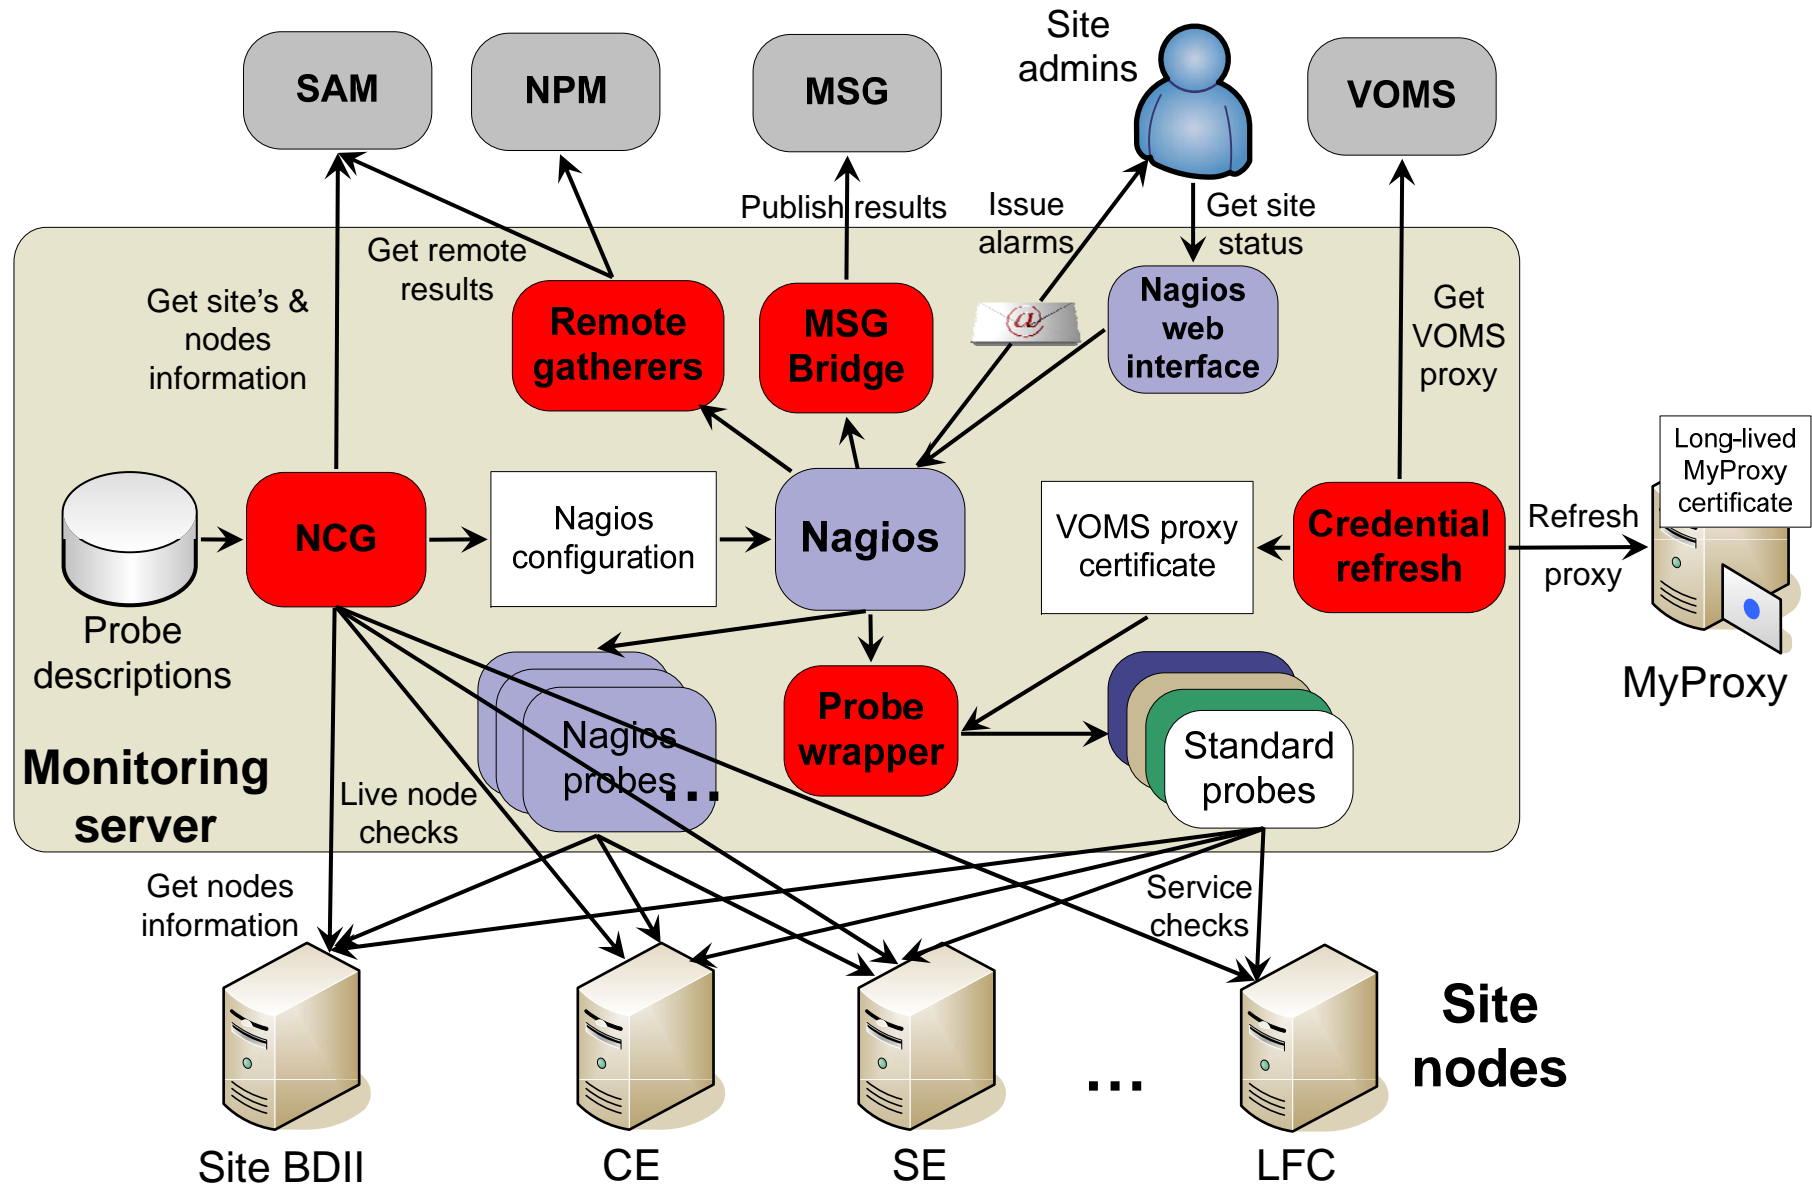 Site
admins
SAM
NPM
MSG
VOMS
Publish results
Issue
alarms
Get site
status
Get remote
results
Get site's &
nodes
information
Remote
gatherers
MSG
Bridge
@
Nagios
web
interface
Get
VOMS
proxy
Long-lived
MyProxy
certificate
NCG
Nagios
configuration
Nagios
VOMS proxy
certificate
Credential
refresh
Refresh
proxy
Probe
descriptions
MyProxy
Probe
wrapper
Nagios
probes
...
Standard
probes
Monitoring
server
Live node
checks
Get nodes
information
Service
checks
Site
nodes
...
Site BDII
CE
SE
LFC